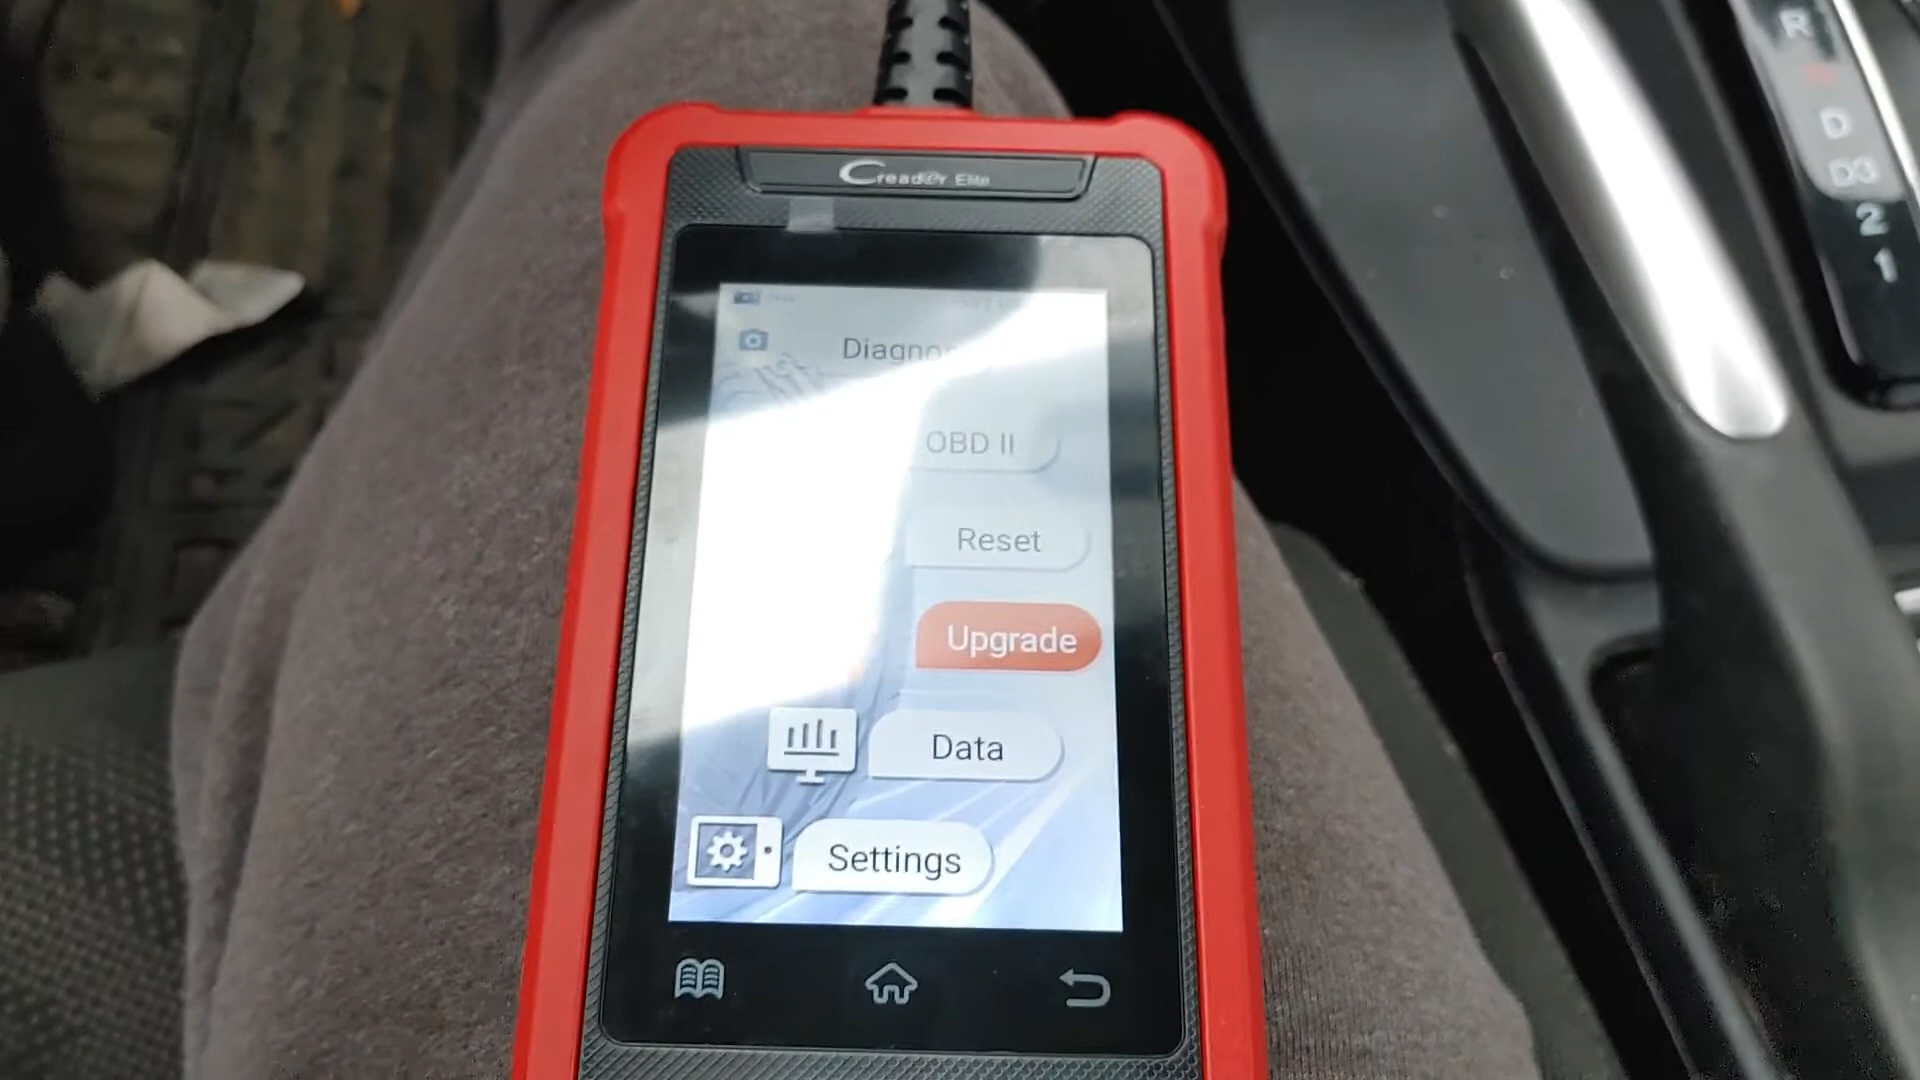 Creader Elite
OBD II
Reset
Upgrade
Data
Settings
R
D
D3
2
1